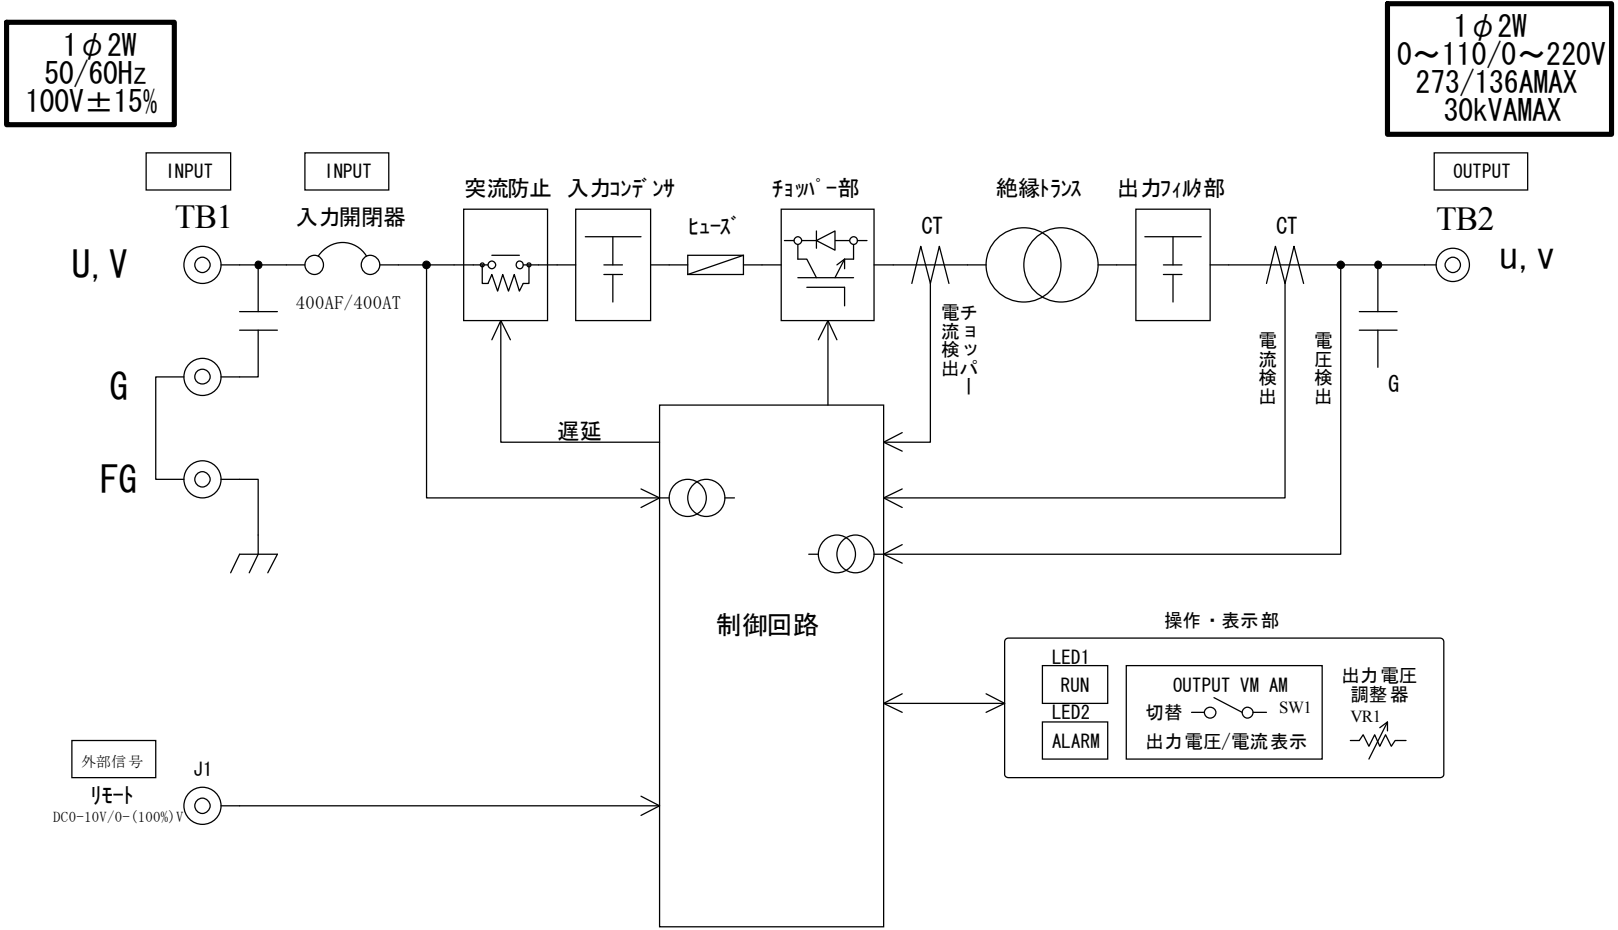 1φ2W
50/60Hz
100V±15%
1φ2W
0～110/0～220V
273/136AMAX
30kVAMAX
INPUT
INPUT
OUTPUT
TB1
入力開閉器
突流防止
入力コンデンサ
ヒューズ
チョッパー部
CT
絶縁トランス
出力フィルタ部
CT
TB2
U,V
400AF/400AT
u,v
チョッパー
電流検出
電流検出
電圧検出
G
G
遅延
FG
制御回路
操作・表示部
LED1
RUN
LED2
ALARM
OUTPUT VM AM
切替
SW1
出力電圧/電流表示
出力電圧
調整器
VR1
外部信号
J1
リモート
DC0-10V/0-(100%)V